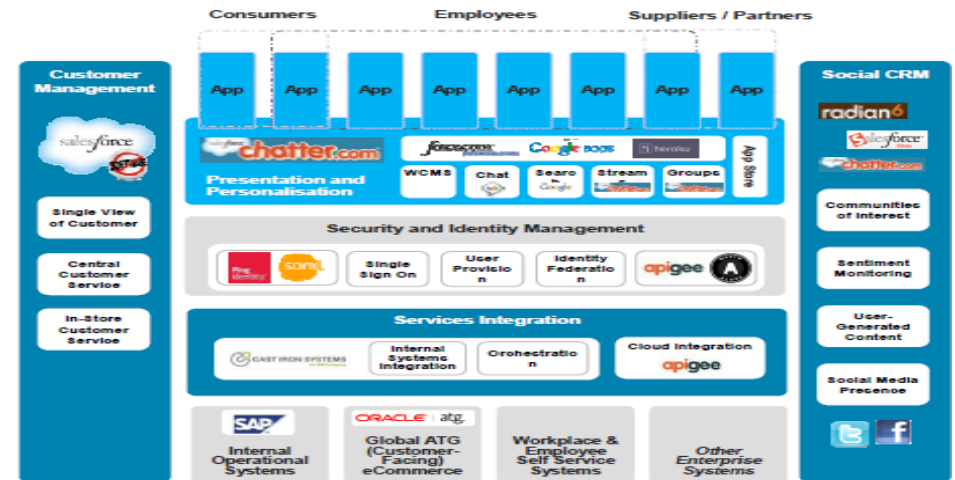 Consumers
Employees
Suppliers / Partners
Customer
Management
salesforce
Single View
of Customer
Central
Customer
Service
In-Store
Customer
Service
App
App
App
App
App
App
App
App
chatter.com
Google apps
heroku
Presentation and
Personalisation
WCMS
Chat
Searc
h
Google
Stream
Groups
App Store
Security and Identity Management
Ping
Identity
Single
Sign On
User
Provisio
n
Identity
Federatio
n
apigee
Services Integration
CAST IRON SYSTEMS
Internal
Systems
Integration
Orchestratio
n
Cloud Integration
apigee
SAP
Internal
Operational
Systems
ORACLE | atg
Global ATG
(Customer-
Facing)
eCommerce
Workplace &
Employee
Self Service
Systems
Other
Enterprise
Systems
Social CRM
radian6
salesforce
chatter.com
Communities
of Interest
Sentiment
Monitoring
User-
Generated
Content
Social Media
Presence